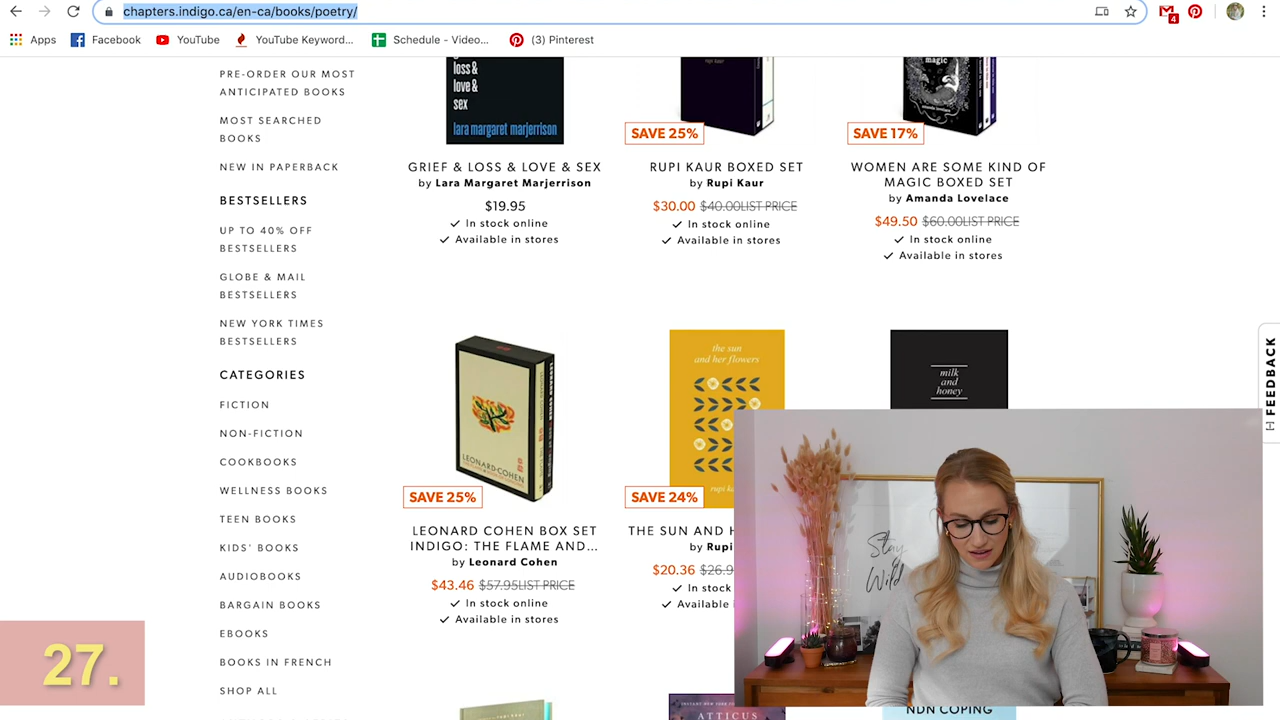 chapters.indigo.ca/en-ca/books/poetry/
4
Apps
Facebook
YouTube
YouTube Keyword...
Schedule - Video...
(3) Pinterest
PRE-ORDER OUR MOST
ANTICIPATED BOOKS
MOST SEARCHED
BOOKS
NEW IN PAPERBACK
BESTSELLERS
UP TO 40% OFF
BESTSELLERS
GLOBE & MAIL
BESTSELLERS
NEW YORK TIMES
BESTSELLERS
CATEGORIES
FICTION
NON-FICTION
COOKBOOKS
WELLNESS BOOKS
TEEN BOOKS
KIDS' BOOKS
AUDIOBOOKS
BARGAIN BOOKS
EBOOKS
BOOKS IN FRENCH
SHOP ALL
loss &
love &
sex
lara margaret marjerrison
GRIEF & LOSS & LOVE & SEX
by Lara Margaret Marjerrison
$19.95
In stock online
Available in stores
SAVE 25%
RUPI KAUR BOXED SET
by Rupi Kaur
$30.00 $40.00LIST PRICE
In stock online
Available in stores
magic
amanda lovelace
SAVE 17%
WOMEN ARE SOME KIND OF
MAGIC BOXED SET
by Amanda Lovelace
$49.50 $60.00LIST PRICE
In stock online
Available in stores
LEONARD COHEN
SAVE 25%
LEONARD COHEN BOX SET
INDIGO: THE FLAME AND...
by Leonard Cohen
$43.46 $57.95LIST PRICE
In stock online
Available in stores
the sun
and her flowers
rupi
SAVE 24%
THE SUN AND
by Rupi
$20.36 $26.9
In stock
Available
milk
and
honey
ATTICUS
NDN COPING
FEEDBACK
Stay
Wild
27.